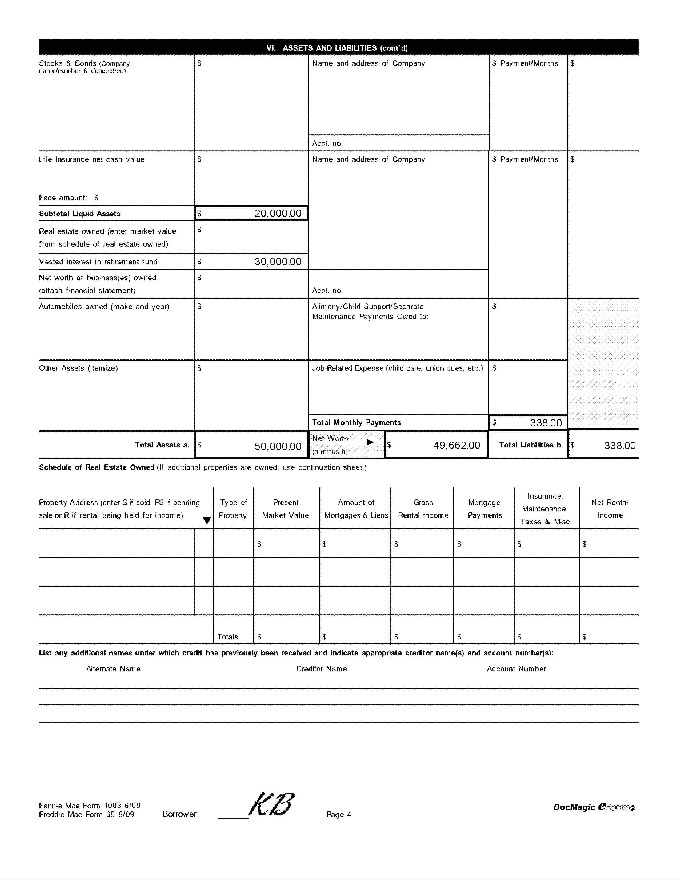 VI. ASSETS AND LIABILITIES (cont'd)
Stocks & Bonds (Company
$
Name and address of Company
$ Payment/Months
$
Acct. no.
Life Insurance net cash value
$
Name and address of Company
$ Payment/Months
$
Face amount: $
Subtotal Liquid Assets
$ 20,000.00
Real estate owned (enter market value
from schedule of real estate owned)
$
Vested interest in retirement fund
$ 30,000.00
Net worth of business(es) owned
(attach financial statement)
$
Acct. no.
Automobiles owned (make and year)
$
Alimony/Child Support/Separate
Maintenance Payments Owed to:
$
Other Assets (itemize)
$
Job-Related Expense (child care, union dues, etc.)
$
Total Monthly Payments
$ 338.00
Total Assets a.
$ 50,000.00
Net Worth
(a minus b)
$ 49,662.00
Total Liabilities b.
$ 338.00
Schedule of Real Estate Owned (If additional properties are owned, use continuation sheet.)
Property Address (enter S if sold, PS if pending
sale or R if rental being held for income)
Type of
Property
Present
Market Value
Amount of
Mortgages & Liens
Gross
Rental Income
Mortgage
Payments
Insurance,
Maintenance,
Taxes & Misc.
Net Rental
Income
$ $ $ $ $ $
Totals $ $ $ $ $ $
List any additional names under which credit has previously been received and indicate appropriate creditor name(s) and account number(s):
Alternate Name Creditor Name Account Number
Fannie Mae Form 1003 6/09
Freddie Mac Form 65 6/09
Borrower KB
Page 4
DocMagic